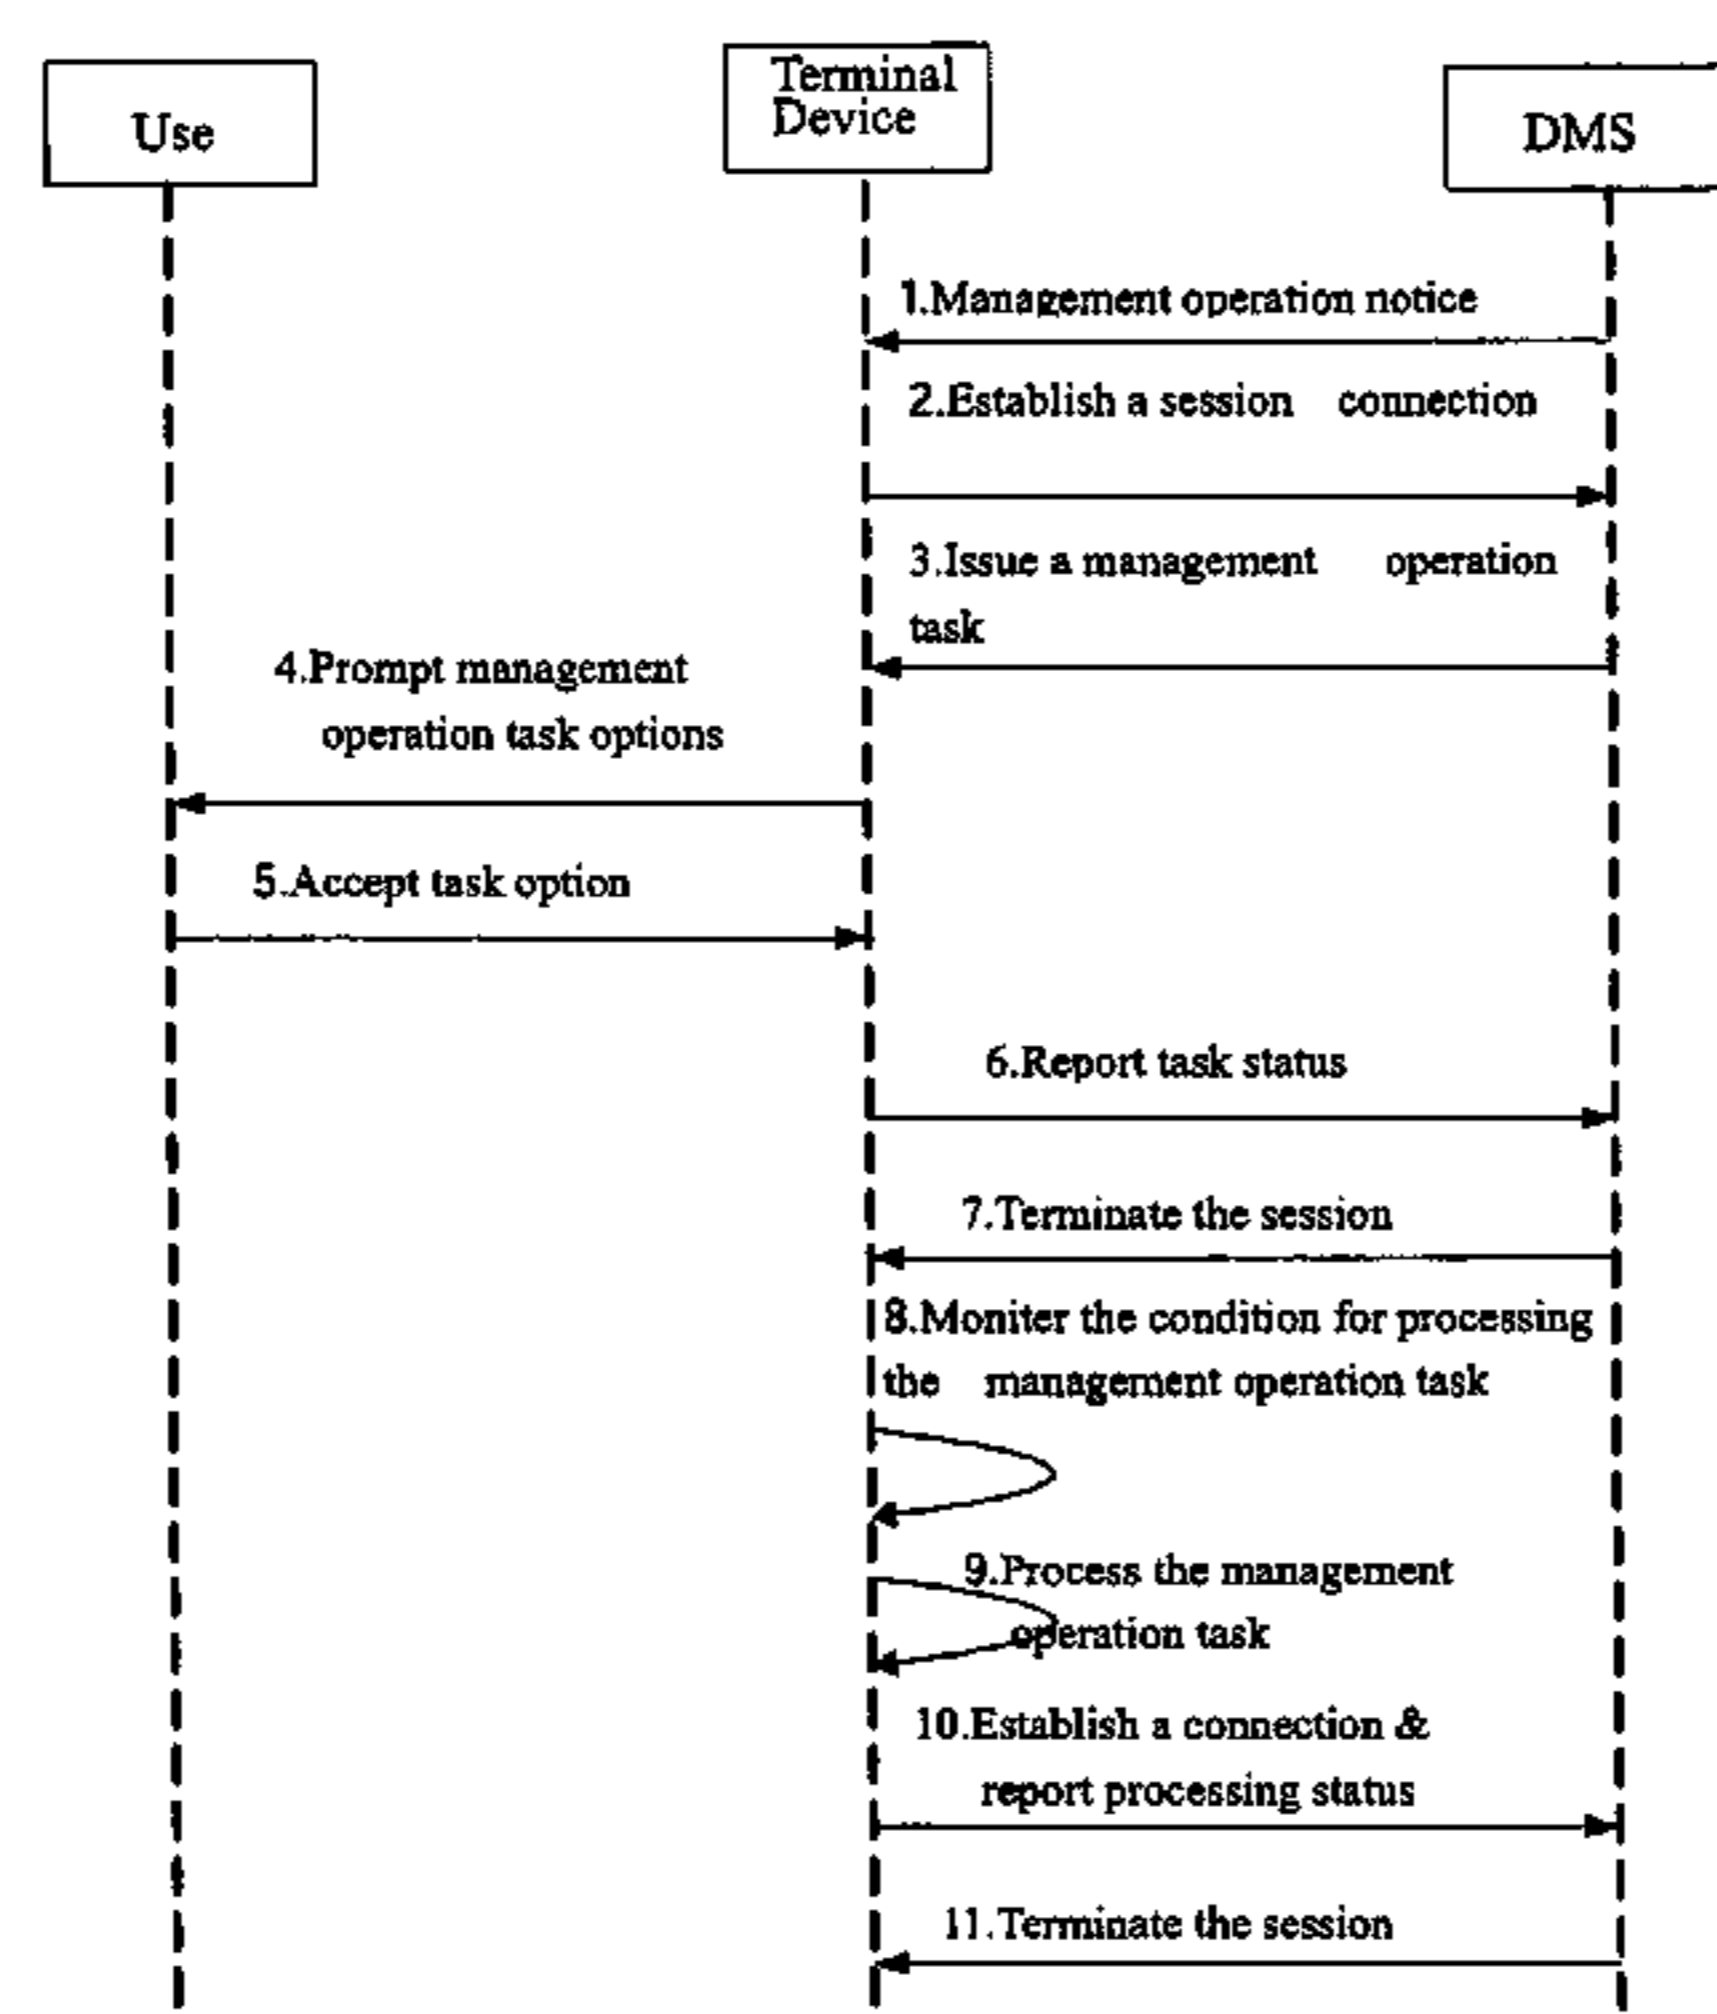 Use
Terminal
Device
DMS
1.Management operation notice
2.Establish a session connection
3.Issue a management operation
task
4.Prompt management
operation task options
5.Accept task option
6.Report task status
7.Terminate the session
8.Moniter the condition for processing
the management operation task
9.Process the management
operation task
10.Establish a connection &
report processing status
11.Terminate the session